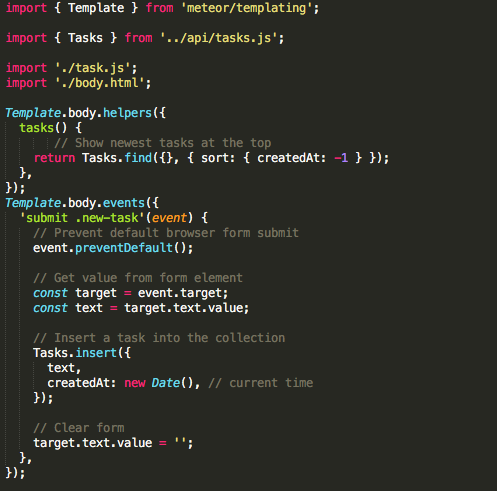 import { Template } from 'meteor/templating';
import { Tasks } from '../api/tasks.js';
import './task.js';
import './body.html';
Template.body.helpers({
  tasks() {
      // Show newest tasks at the top
    return Tasks.find({}, { sort: { createdAt: -1 } });
  },
});
Template.body.events({
  'submit .new-task'(event) {
    // Prevent default browser form submit
    event.preventDefault();
    // Get value from form element
    const target = event.target;
    const text = target.text.value;
    // Insert a task into the collection
    Tasks.insert({
      text,
      createdAt: new Date(), // current time
    });
    // Clear form
    target.text.value = '';
  },
});